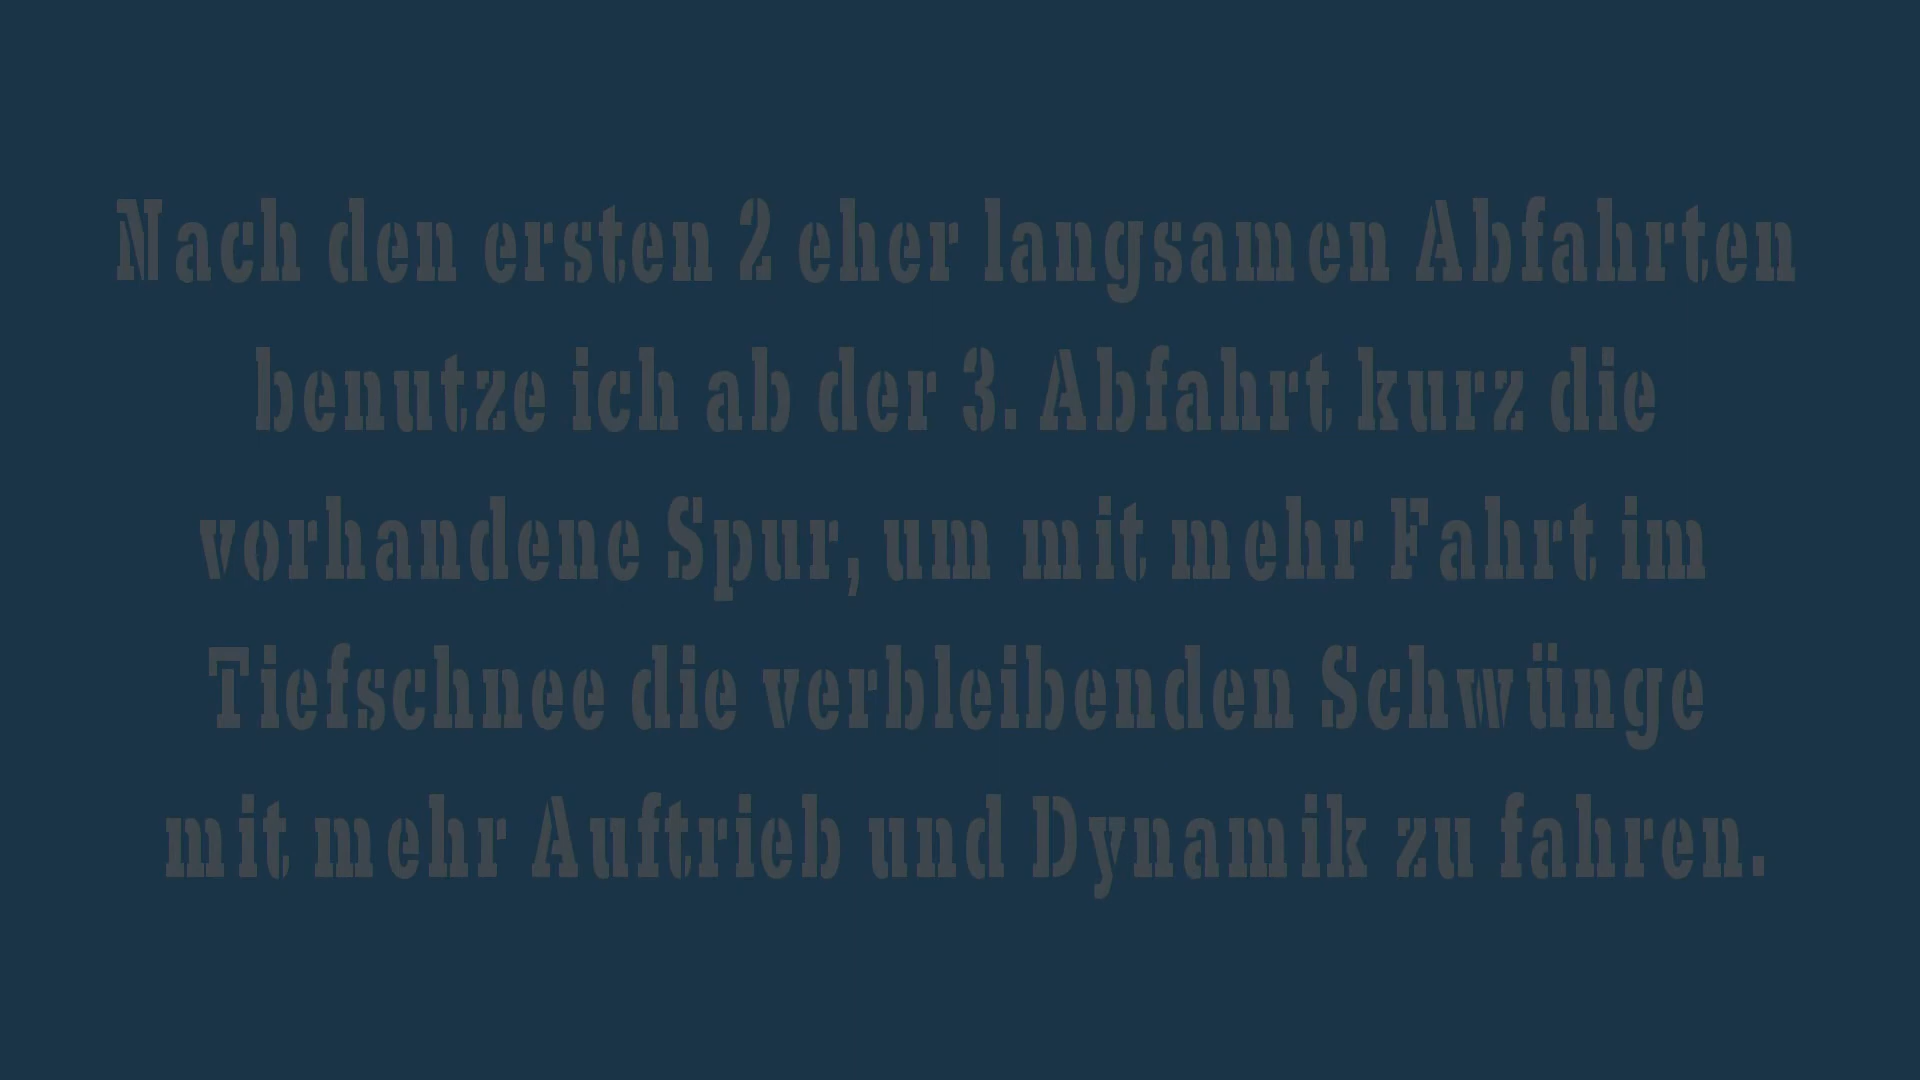 Nach den ersten 2 eher langsamen Abfahrten
benutze ich ab der 3. Abfahrt kurz die
vorhandene Spur, um mit mehr Fahrt im
Tiefschnee die verbleibenden Schwünge
mit mehr Auftrieb und Dynamik zu fahren.